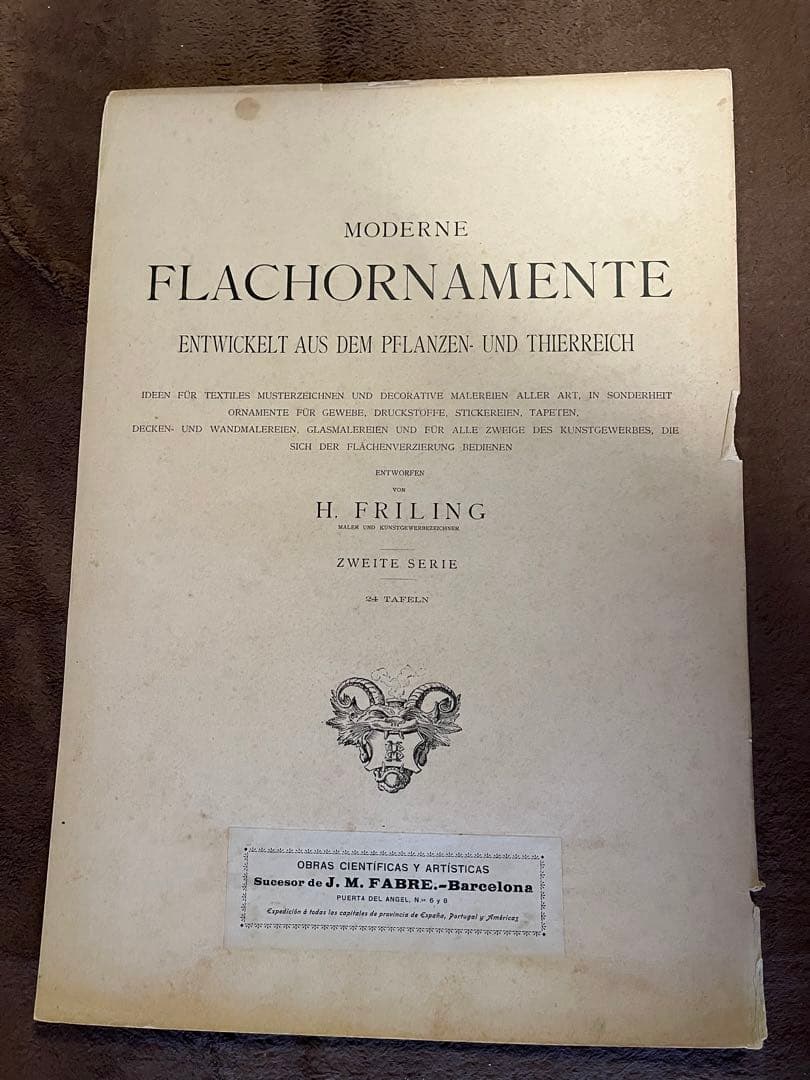 MODERNE
FLACHORNAMENTE
ENTWICKELT AUS DEM PFLANZEN- UND THIERREICH
IDEEN FÜR TEXTILES MUSTERZEICHNEN UND DECORATIVE MALEREIEN ALLER ART, IN SONDERHEIT
ORNAMENTE FÜR GEWEBE, DRUCKSTOFFE, STICKEREIEN, TAPETEN,
DECKEN- UND WANDMALEREIEN, GLASMALEREIEN UND FÜR ALLE ZWEIGE DES KUNSTGEWERBES, DIE
SICH DER FLÄCHENVERZIERUNG BEDIENEN
ENTWORFEN
VON
H. FRILING
MALER UND KUNSTGEWERBEZEICHNER
ZWEITE SERIE
24 TAFELN
OBRAS CIENTÍFICAS Y ARTÍSTICAS
Sucesor de J. M. FABRE.-Barcelona
PUERTA DEL ANGEL, N.os 6 y 8
Expedición á todas las capitales de provincia de España, Portugal y Américas